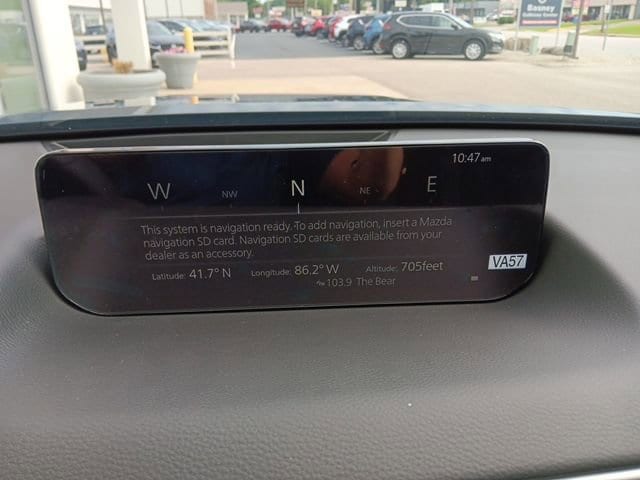 Basney
10:47am
W NW N NE E
This system is navigation ready. To add navigation, insert a Mazda
navigation SD card. Navigation SD cards are available from your
dealer as an accessory.
VA57
Latitude: 41.7° N Longitude: 86.2° W Altitude: 705feet
103.9 The Bear